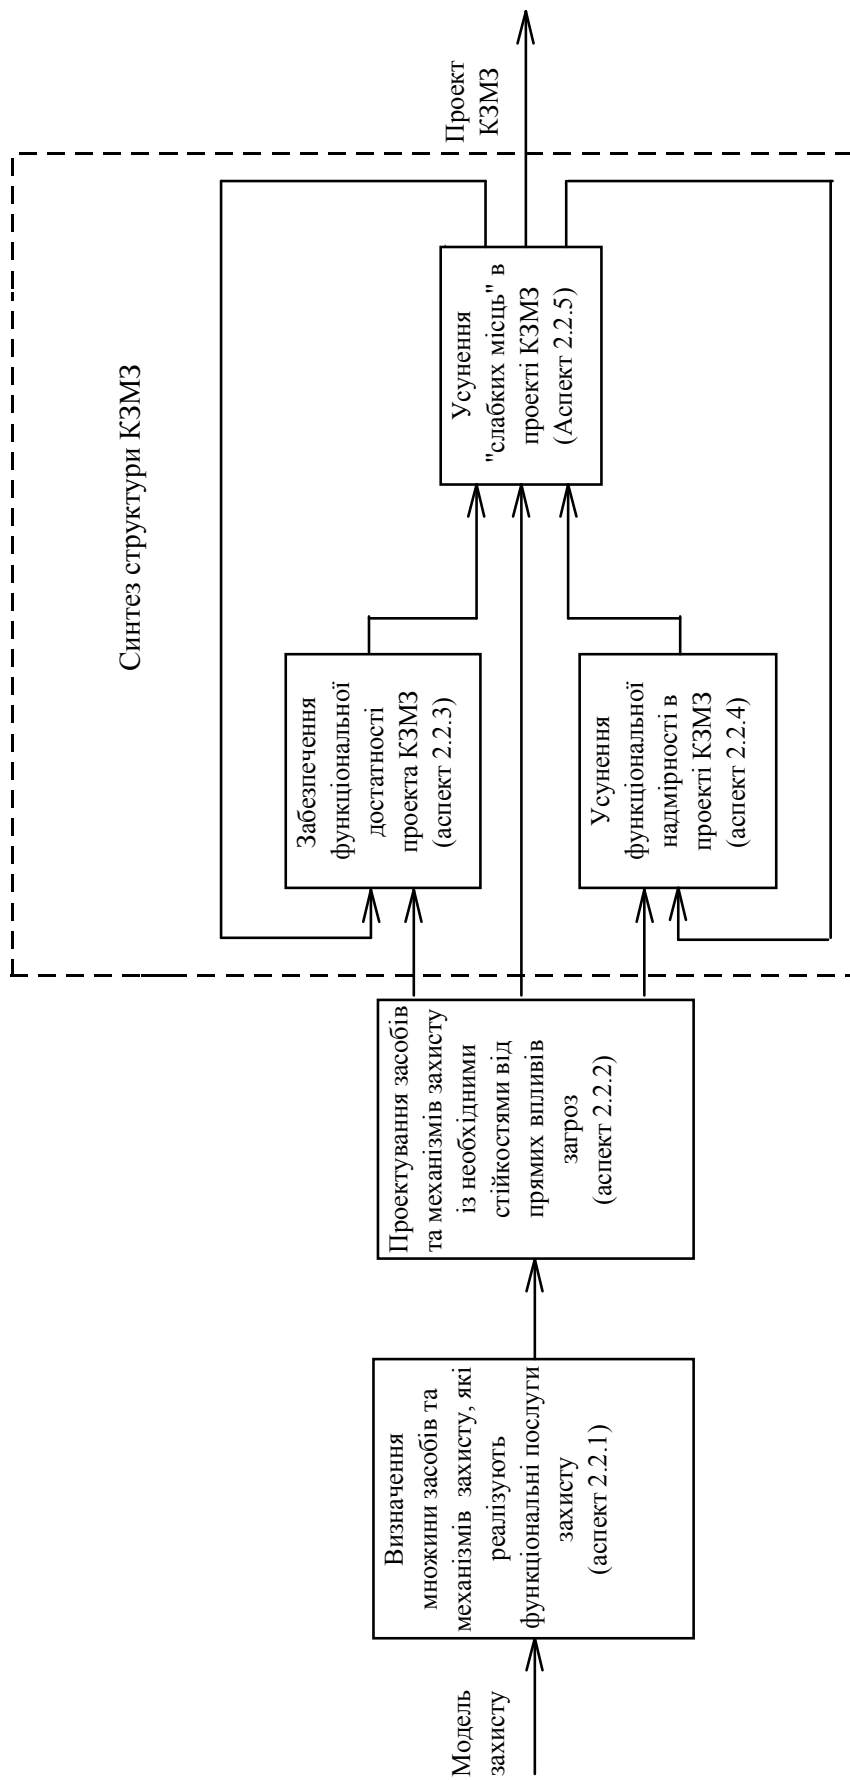 Модель
захисту
Визначення
множини засобів та
механізмів захисту, які
реалізують
функціональні послуги
захисту
(аспект 2.2.1)
Проектування засобів
та механізмів захисту
із необхідними
стійкостями від
прямих впливів
загроз
(аспект 2.2.2)
Синтез структури КЗМЗ
Забезпечення
функціональної
достатності
проекта КЗМЗ
(аспект 2.2.3)
Усунення
функціональної
надмірності в
проекті КЗМЗ
(аспект 2.2.4)
Усунення
"слабких місць" в
проекті КЗМЗ
(Аспект 2.2.5)
Проект
КЗМЗ